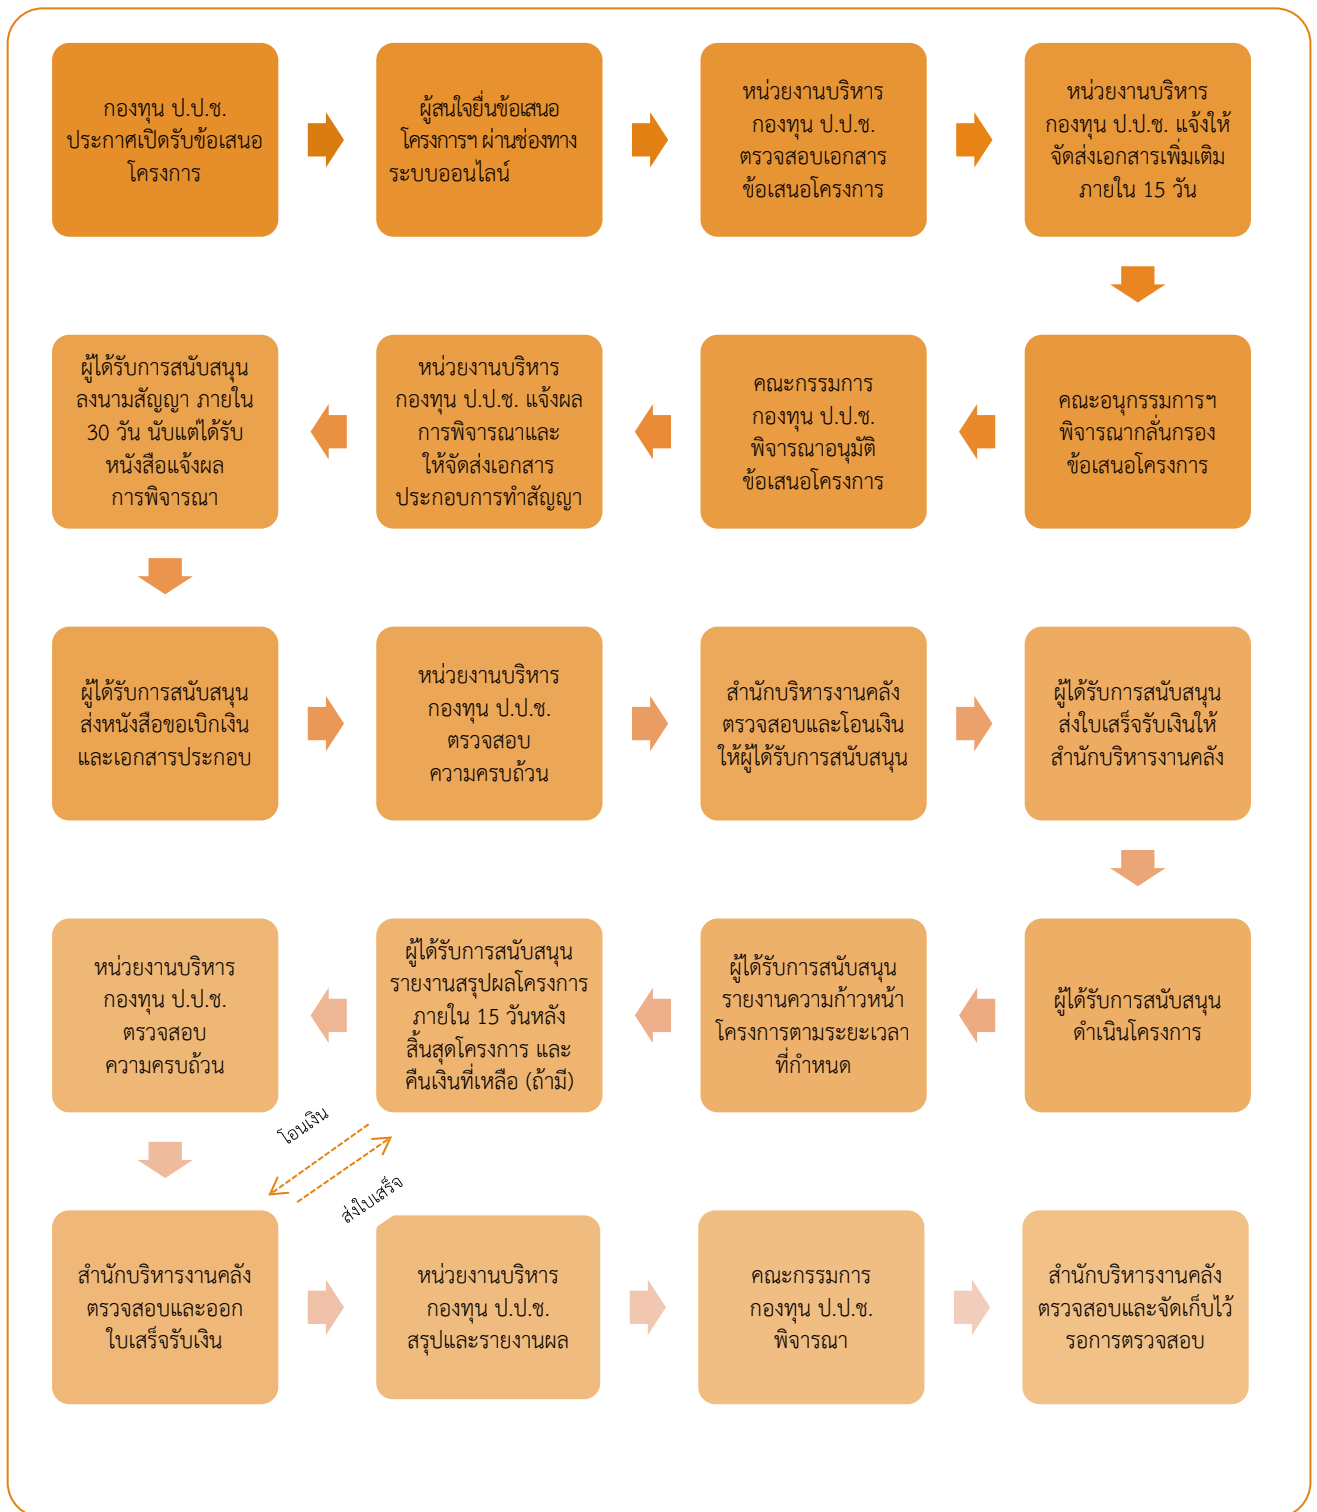 กองทุน ป.ป.ช.
ประกาศเปิดรับข้อเสนอ
โครงการ
ผู้สนใจยื่นข้อเสนอ
โครงการฯ ผ่านช่องทาง
ระบบออนไลน์
หน่วยงานบริหาร
กองทุน ป.ป.ช.
ตรวจสอบเอกสาร
ข้อเสนอโครงการ
หน่วยงานบริหาร
กองทุน ป.ป.ช. แจ้งให้
จัดส่งเอกสารเพิ่มเติม
ภายใน 15 วัน
คณะอนุกรรมการฯ
พิจารณากลั่นกรอง
ข้อเสนอโครงการ
คณะกรรมการ
กองทุน ป.ป.ช.
พิจารณาอนุมัติ
ข้อเสนอโครงการ
หน่วยงานบริหาร
กองทุน ป.ป.ช. แจ้งผล
การพิจารณาและ
ให้จัดส่งเอกสาร
ประกอบการทำสัญญา
ผู้ได้รับการสนับสนุน
ลงนามสัญญา ภายใน
30 วัน นับแต่ได้รับ
หนังสือแจ้งผล
การพิจารณา
ผู้ได้รับการสนับสนุน
ส่งหนังสือขอเบิกเงิน
และเอกสารประกอบ
หน่วยงานบริหาร
กองทุน ป.ป.ช.
ตรวจสอบ
ความครบถ้วน
สำนักบริหารงานคลัง
ตรวจสอบและโอนเงิน
ให้ผู้ได้รับการสนับสนุน
ผู้ได้รับการสนับสนุน
ส่งใบเสร็จรับเงินให้
สำนักบริหารงานคลัง
ผู้ได้รับการสนับสนุน
ดำเนินโครงการ
ผู้ได้รับการสนับสนุน
รายงานความก้าวหน้า
โครงการตามระยะเวลา
ที่กำหนด
ผู้ได้รับการสนับสนุน
รายงานสรุปผลโครงการ
ภายใน 15 วันหลัง
สิ้นสุดโครงการ และ
คืนเงินที่เหลือ (ถ้ามี)
หน่วยงานบริหาร
กองทุน ป.ป.ช.
ตรวจสอบ
ความครบถ้วน
โอนเงิน
ส่งใบเสร็จ
สำนักบริหารงานคลัง
ตรวจสอบและออก
ใบเสร็จรับเงิน
หน่วยงานบริหาร
กองทุน ป.ป.ช.
สรุปและรายงานผล
คณะกรรมการ
กองทุน ป.ป.ช.
พิจารณา
สำนักบริหารงานคลัง
ตรวจสอบและจัดเก็บไว้
รอการตรวจสอบ